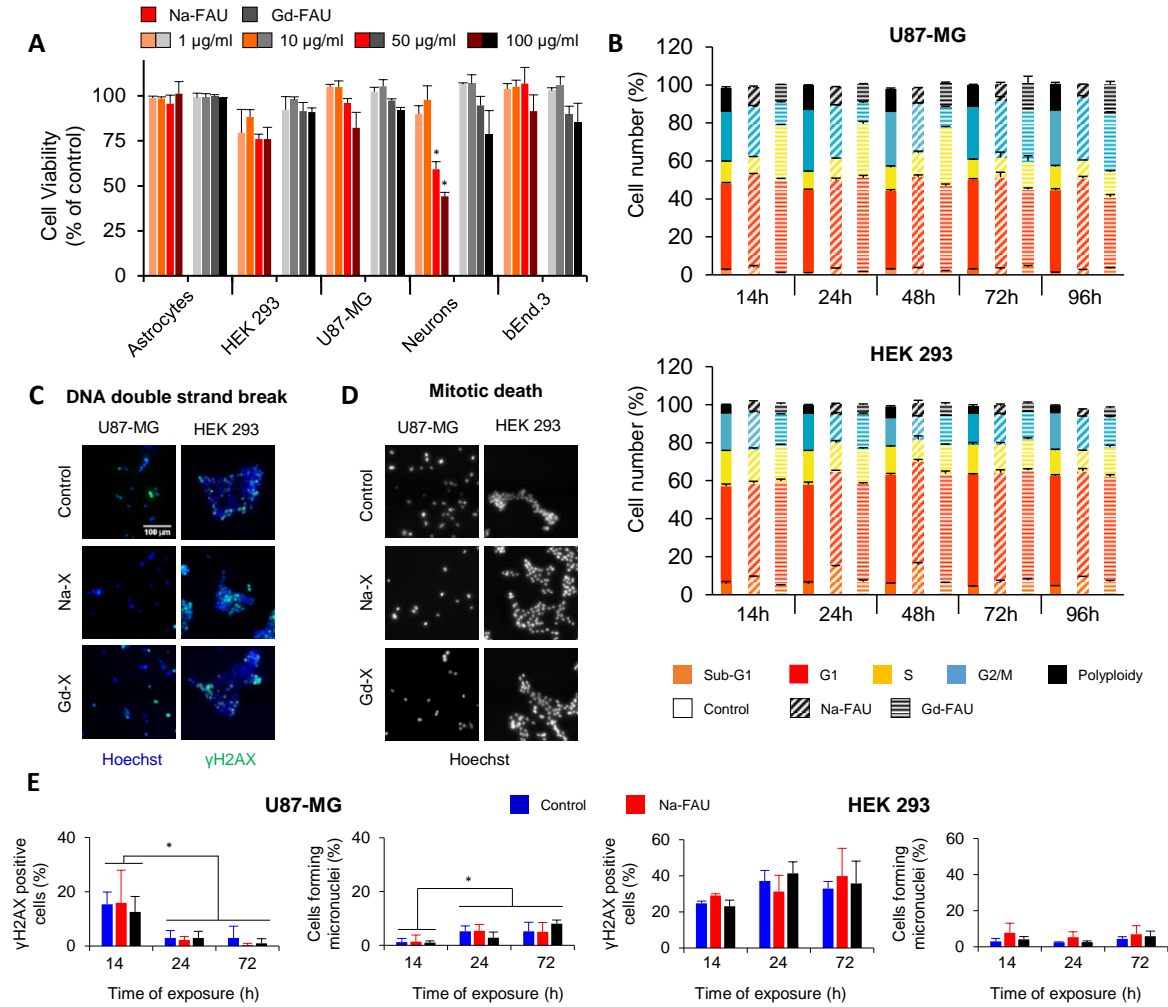 A
Na-FAU Gd-FAU
1 µg/ml 10 µg/ml 50 µg/ml 100 µg/ml
Cell Viability
(% of control)
100
75
50
25
0
* *
Astrocytes HEK 293 U87-MG Neurons bEnd.3
B
U87-MG
Cell number (%)
120
100
80
60
40
20
0
14h 24h 48h 72h 96h
HEK 293
Cell number (%)
120
100
80
60
40
20
0
14h 24h 48h 72h 96h
Sub-G1 G1 S G2/M Polyploidy
Control Na-FAU Gd-FAU
C DNA double strand break
U87-MG HEK 293
Control
100 µm
Na-X
Gd-X
Hoechst γH2AX
D Mitotic death
U87-MG HEK 293
Control
Na-X
Gd-X
Hoechst
E
U87-MG Control Na-FAU HEK 293
γH2AX positive
cells (%)
40
20
0
*
14 24 72
Time of exposure (h)
Cells forming
micronuclei (%)
40
20
0
*
14 24 72
Time of exposure (h)
γH2AX positive
cells (%)
60
40
20
0
14 24 72
Time of exposure (h)
Cells forming
micronuclei (%)
60
40
20
0
14 24 72
Time of exposure (h)